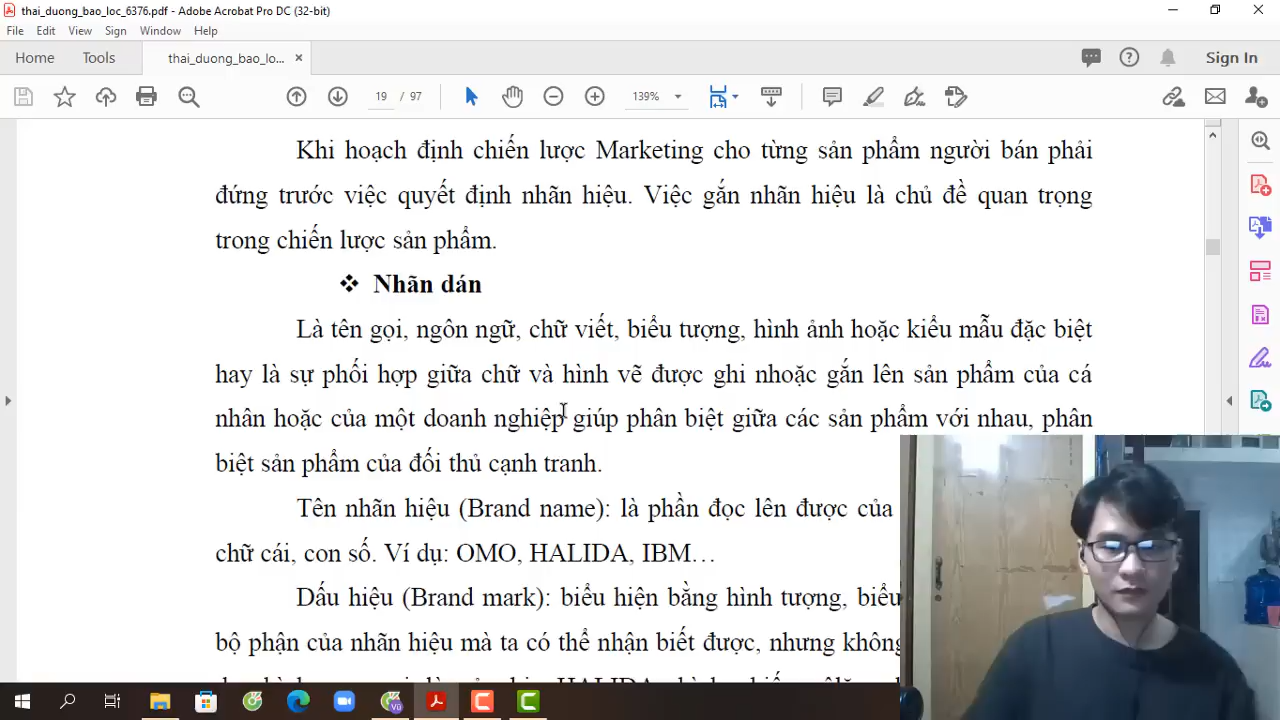 thai_duong_bao_loc_6376.pdf - Adobe Acrobat Pro DC (32-bit)
File Edit View Sign Window Help
Home Tools thai_duong_bao_lo... Sign In
19 / 97 139%
Khi hoạch định chiến lược Marketing cho từng sản phẩm người bán phải
đứng trước việc quyết định nhãn hiệu. Việc gắn nhãn hiệu là chủ đề quan trọng
trong chiến lược sản phẩm.
❖ Nhãn dán
Là tên gọi, ngôn ngữ, chữ viết, biểu tượng, hình ảnh hoặc kiểu mẫu đặc biệt
hay là sự phối hợp giữa chữ và hình vẽ được ghi nhoặc gắn lên sản phẩm của cá
nhân hoặc của một doanh nghiệp giúp phân biệt giữa các sản phẩm với nhau, phân
biệt sản phẩm của đối thủ cạnh tranh.
Tên nhãn hiệu (Brand name): là phần đọc lên được của
chữ cái, con số. Ví dụ: OMO, HALIDA, IBM…
Dấu hiệu (Brand mark): biểu hiện bằng hình tượng, biểu
bộ phận của nhãn hiệu mà ta có thể nhận biết được, nhưng không
HALIDA